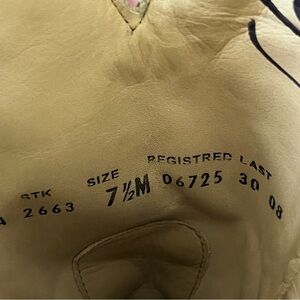 STK SIZE REGISTRED LAST
A 2663 7½M 06725 30 08